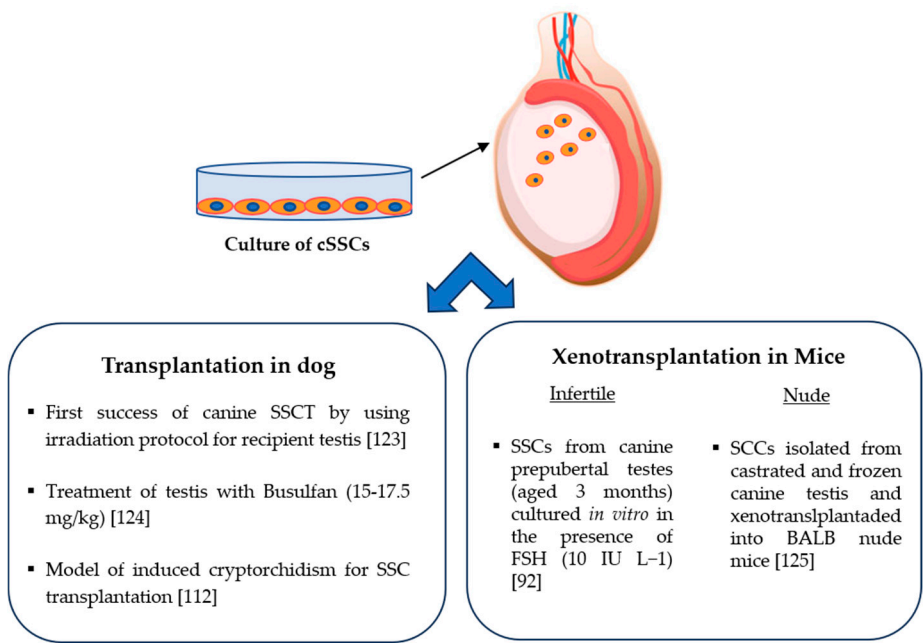 Culture of cSSCs
Transplantation in dog
▪ First success of canine SSCT by using
irradiation protocol for recipient testis [123]
▪ Treatment of testis with Busulfan (15-17.5
mg/kg) [124]
▪ Model of induced cryptorchidism for SSC
transplantation [112]
Xenotransplantation in Mice
Infertile
▪ SSCs from canine
prepubertal testes
(aged 3 months)
cultured in vitro in
the presence of
FSH (10 IU L−1)
[92]
Nude
▪ SCCs isolated from
castrated and frozen
canine testis and
xenotranslplantaded
into BALB nude
mice [125]